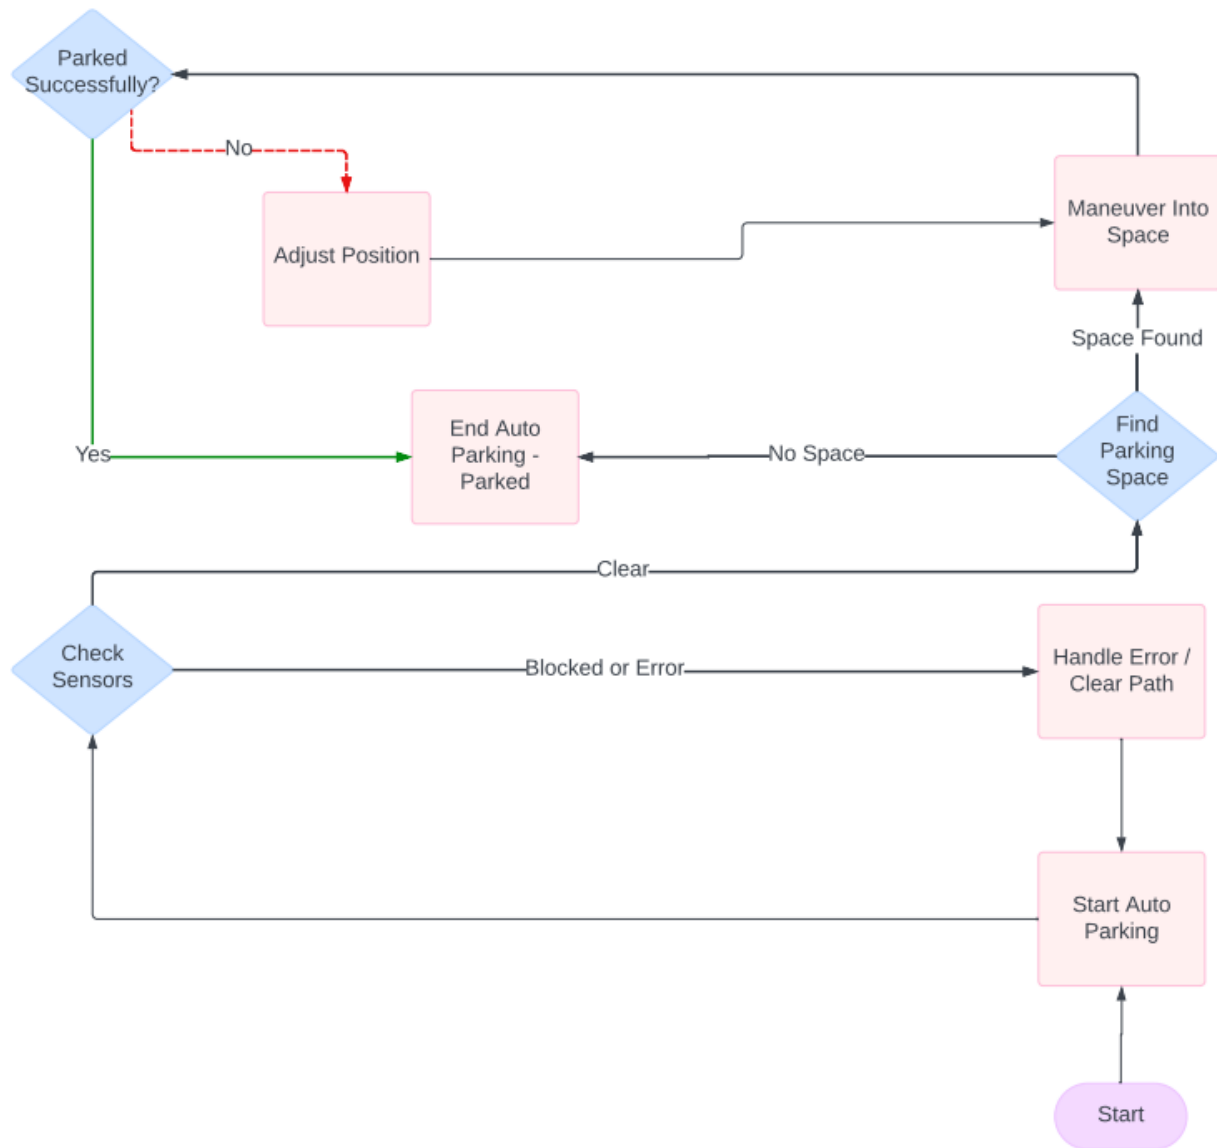 Parked
Successfully?
No
Adjust Position
Maneuver Into
Space
Space Found
End Auto
Parking -
Parked
Yes
No Space
Find
Parking
Space
Clear
Check
Sensors
Blocked or Error
Handle Error /
Clear Path
Start Auto
Parking
Start